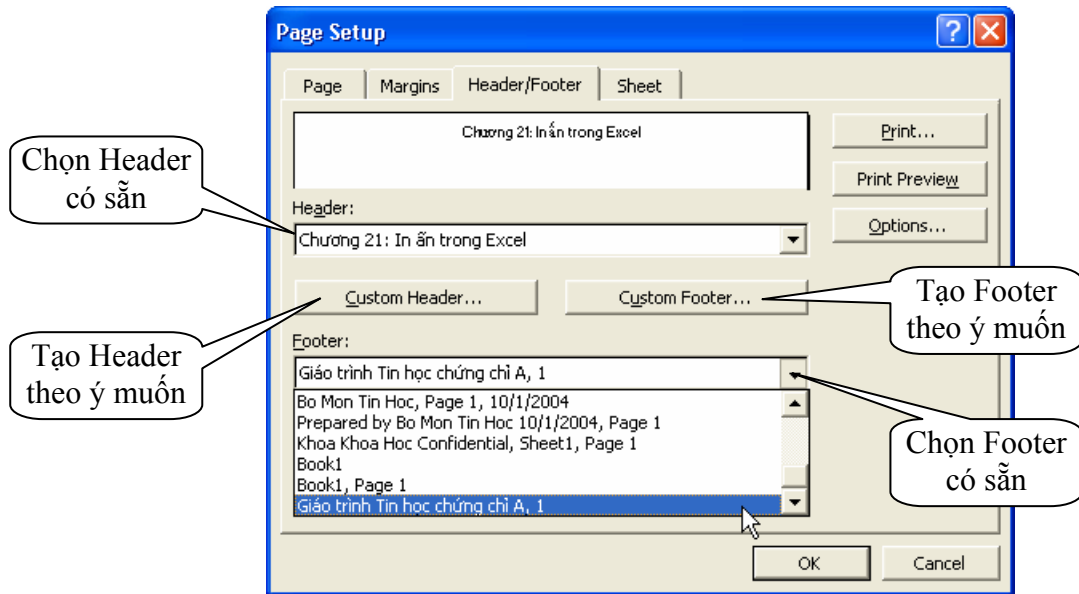 Page Setup
Page
Margins
Header/Footer
Sheet
Chương 21: In ấn trong Excel
Print...
Chọn Header
có sẵn
Print Preview
Header:
Options...
Chương 21: In ấn trong Excel
Custom Header...
Custom Footer...
Tạo Footer
theo ý muốn
Tạo Header
theo ý muốn
Footer:
Giáo trình Tin học chứng chỉ A, 1
Bo Mon Tin Hoc, Page 1, 10/1/2004
Prepared by Bo Mon Tin Hoc 10/1/2004, Page 1
Khoa Khoa Hoc Confidential, Sheet1, Page 1
Book1
Book1, Page 1
Giáo trình Tin học chứng chỉ A, 1
Chọn Footer
có sẵn
OK
Cancel